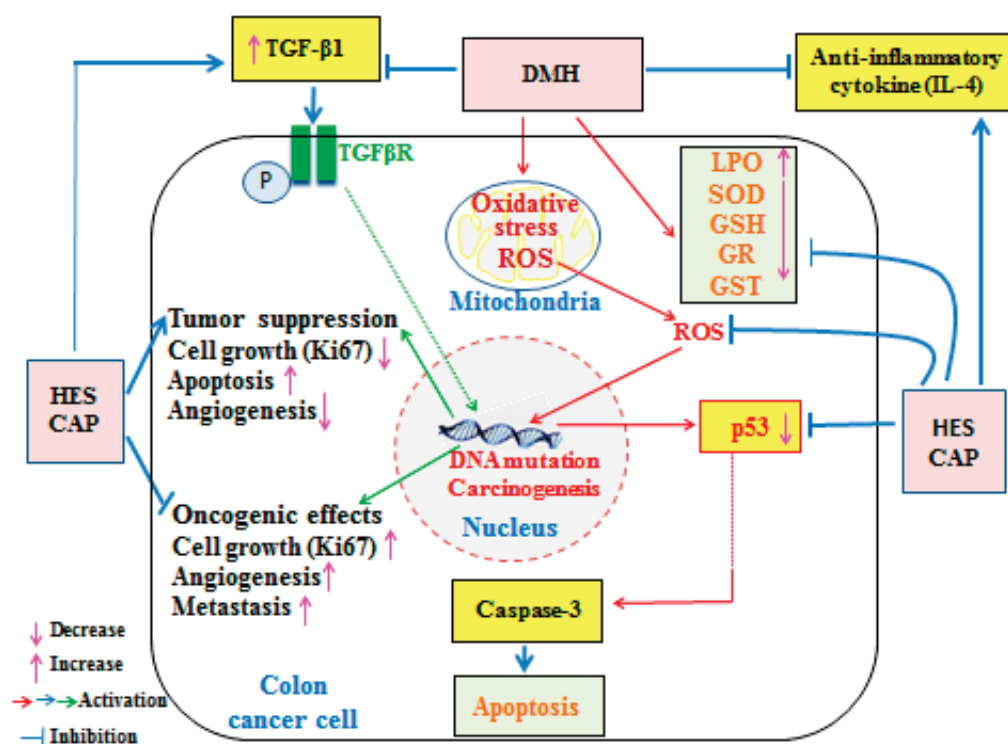 TGF-β1
DMH
Anti-inflammatory
cytokine (IL-4)
TGFβR
P
LPO
SOD
GSH
GR
GST
Oxidative
stress
ROS
Mitochondria
ROS
Tumor suppression
Cell growth (Ki67)
Apoptosis
Angiogenesis
HES
CAP
p53
HES
CAP
DNA mutation
Carcinogenesis
Nucleus
Oncogenic effects
Cell growth (Ki67)
Angiogenesis
Metastasis
Caspase-3
Apoptosis
Colon
cancer cell
Decrease
Increase
Activation
Inhibition